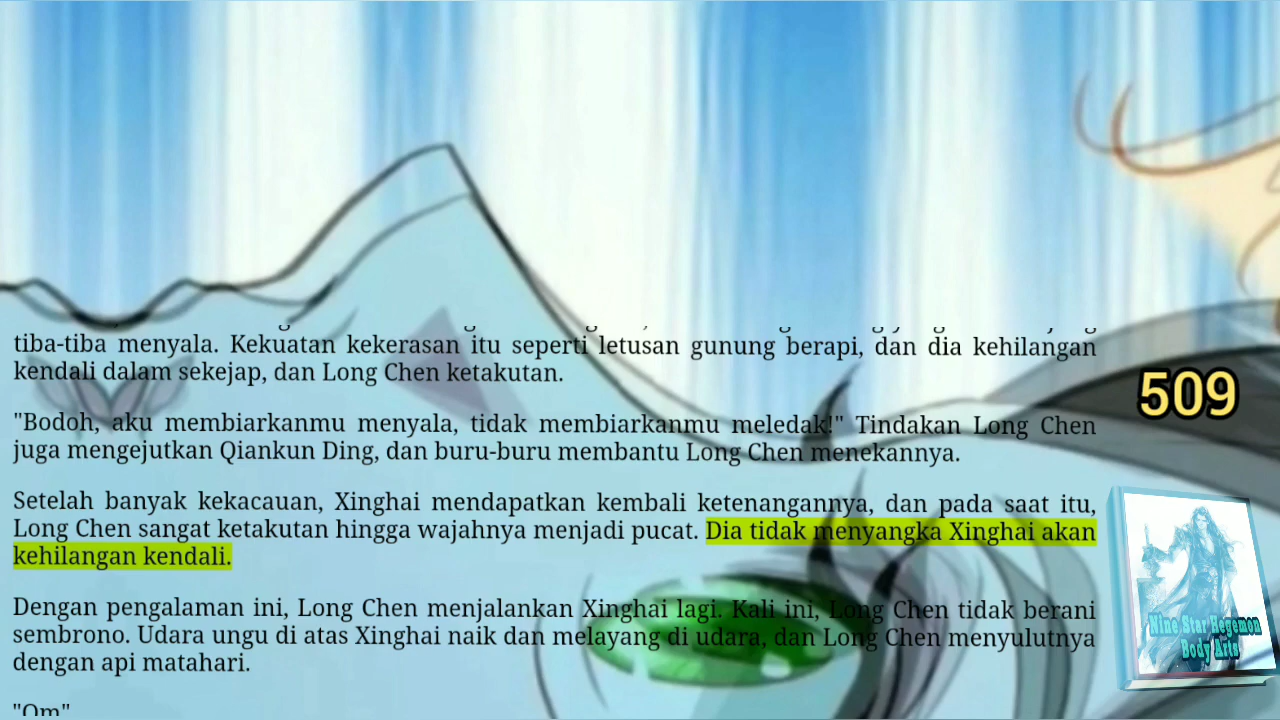 tiba-tiba menyala. Kekuatan kekerasan itu seperti letusan gunung berapi, dan dia kehilangan
kendali dalam sekejap, dan Long Chen ketakutan.
"Bodoh, aku membiarkanmu menyala, tidak membiarkanmu meledak!" Tindakan Long Chen
juga mengejutkan Qiankun Ding, dan buru-buru membantu Long Chen menekannya.
Setelah banyak kekacauan, Xinghai mendapatkan kembali ketenangannya, dan pada saat itu,
Long Chen sangat ketakutan hingga wajahnya menjadi pucat. Dia tidak menyangka Xinghai akan
kehilangan kendali.
Dengan pengalaman ini, Long Chen menjalankan Xinghai lagi. Kali ini, Long Chen tidak berani
sembrono. Udara ungu di atas Xinghai naik dan melayang di udara, dan Long Chen menyulutnya
dengan api matahari.
"Om"
509
Nine Star Hegemon
Body Arts